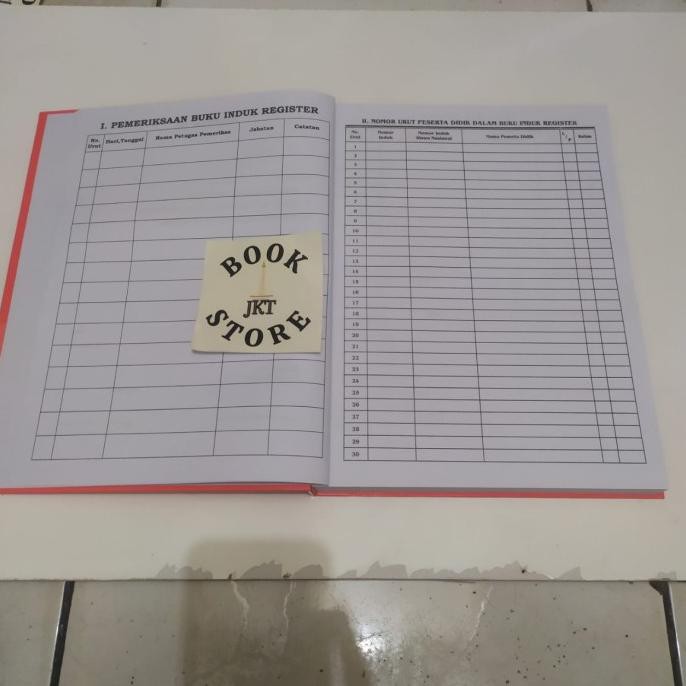 I. PEMERIKSAAN BUKU INDUK REGISTER
No. Urut
Hari,Tanggal
Nama Petugas Pemeriksa
Jabatan
Catatan
BOOK
JKT
STORE
II. NOMOR URUT PESERTA DIDIK DALAM BUKU INDUK REGISTER
No. Urut
Nomor Induk
Nomor Induk Siswa Nasional
Nama Peserta Didik
L/P
1
2
3
4
5
6
7
8
9
10
11
12
13
14
15
16
17
18
19
20
21
22
23
24
25
26
27
28
29
30